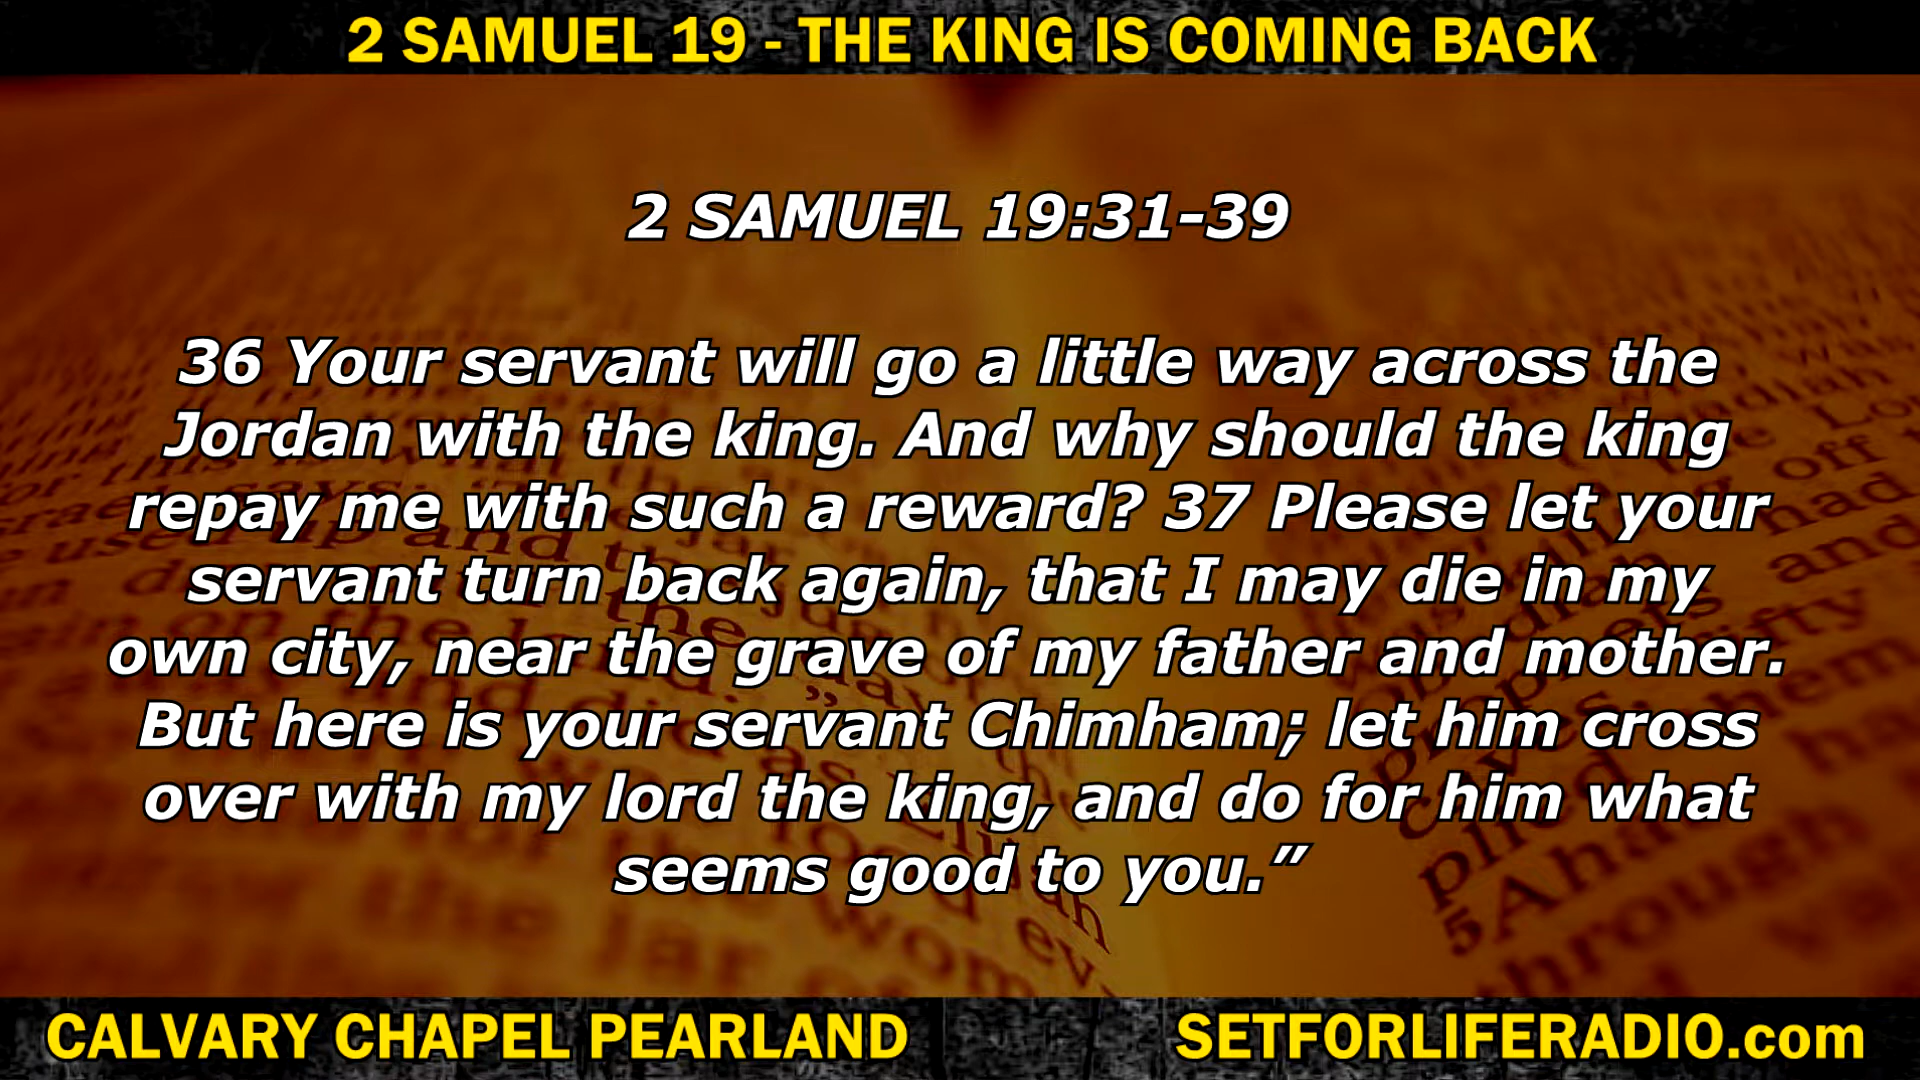 2 SAMUEL 19 - THE KING IS COMING BACK
2 SAMUEL 19:31-39
36 Your servant will go a little way across the
Jordan with the king. And why should the king
repay me with such a reward? 37 Please let your
servant turn back again, that I may die in my
own city, near the grave of my father and mother.
But here is your servant Chimham; let him cross
over with my lord the king, and do for him what
seems good to you.”
CALVARY CHAPEL PEARLAND
SETFORLIFERADIO.com